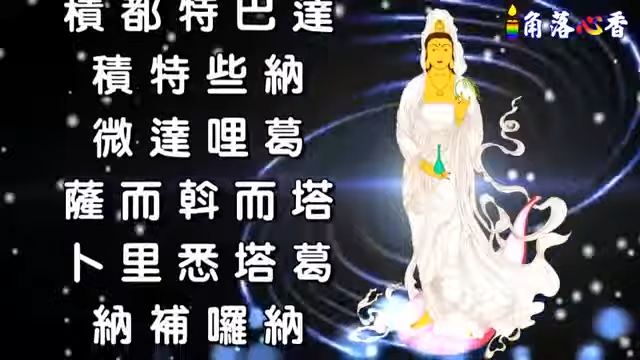 積都特巴達
積特些納
微達哩葛
薩而斡而塔
卜里悉塔葛
納補囉納
角落心香